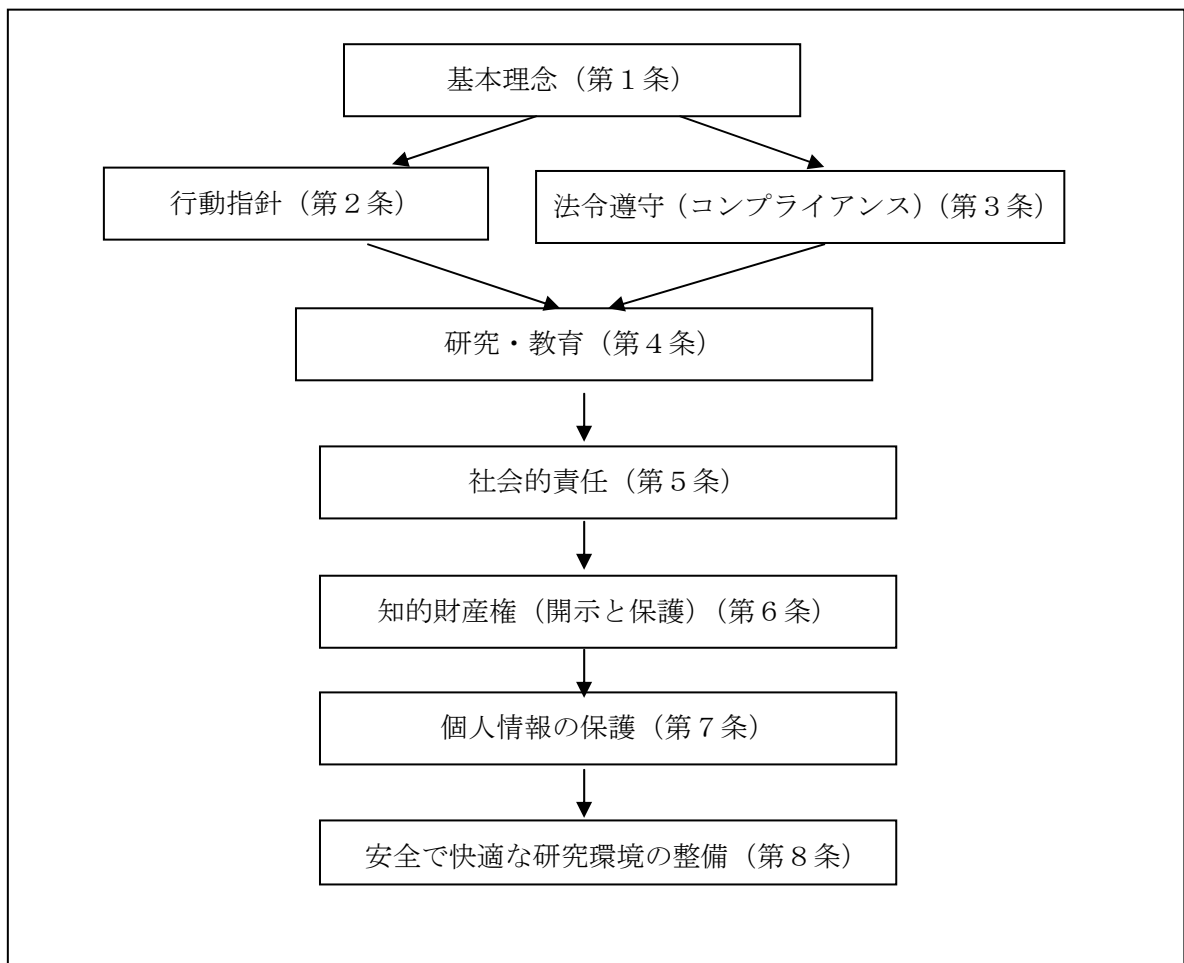 基本理念（第１条）
行動指針（第２条）
法令遵守（コンプライアンス）（第３条）
研究・教育（第４条）
社会的責任（第５条）
知的財産権（開示と保護）（第６条）
個人情報の保護（第７条）
安全で快適な研究環境の整備（第８条）